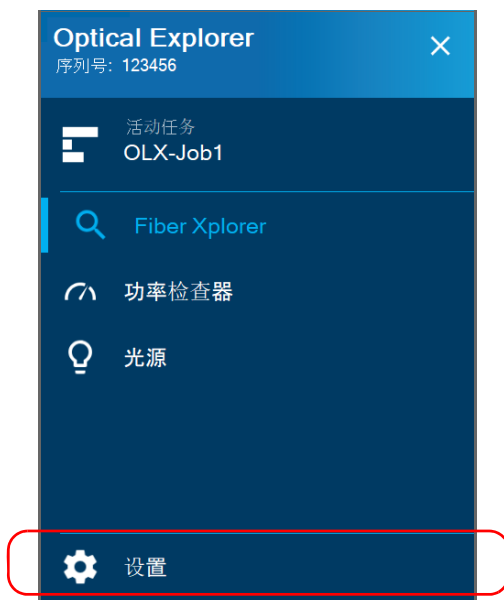 Optical Explorer
序列号: 123456
活动任务
OLX-Job1
Fiber Xplorer
功率检查器
光源
设置